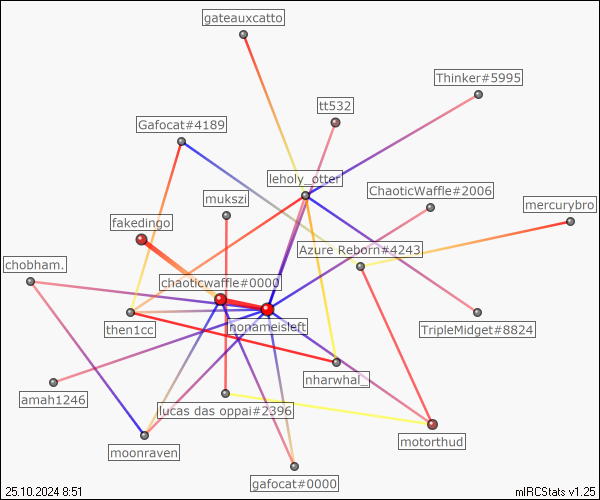 gateauxcatto
Thinker#5995
tt532
Gafocat#4189
leholy_otter
mukszi
ChaoticWaffle#2006
mercurybro
fakedingo
Azure Reborn#4243
chobham.
chaoticwaffle#0000
then1cc
honameisleft
TripleMidget#8824
nharwhal_
amah1246
lucas das oppai#2396
motorthud
moonraven
gafocat#0000
25.10.2024 8:51
mIRCStats v1.25